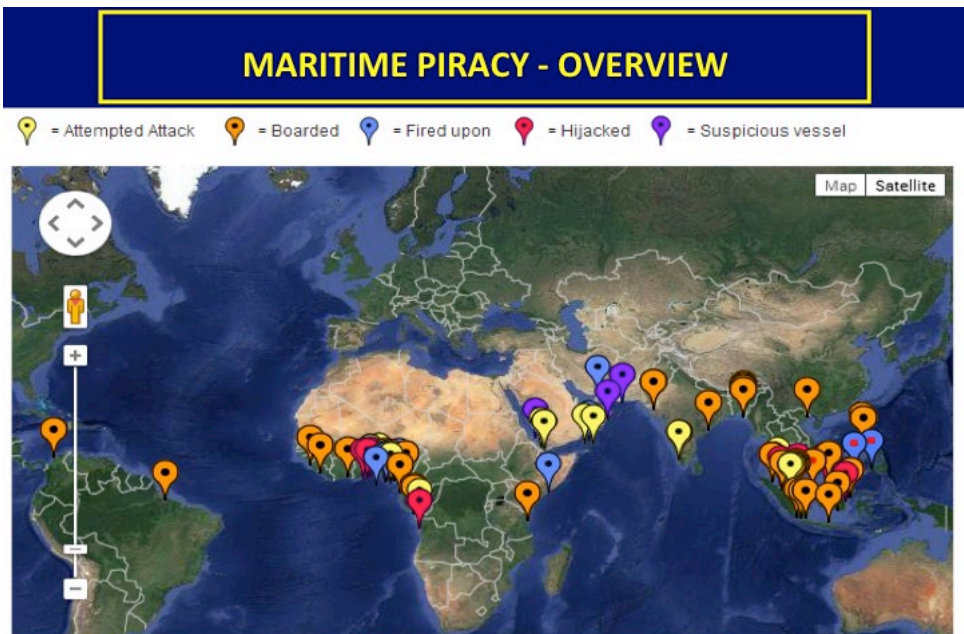 MARITIME PIRACY - OVERVIEW
= Attempted Attack = Boarded = Fired upon = Hijacked = Suspicious vessel
Map Satellite
+
−